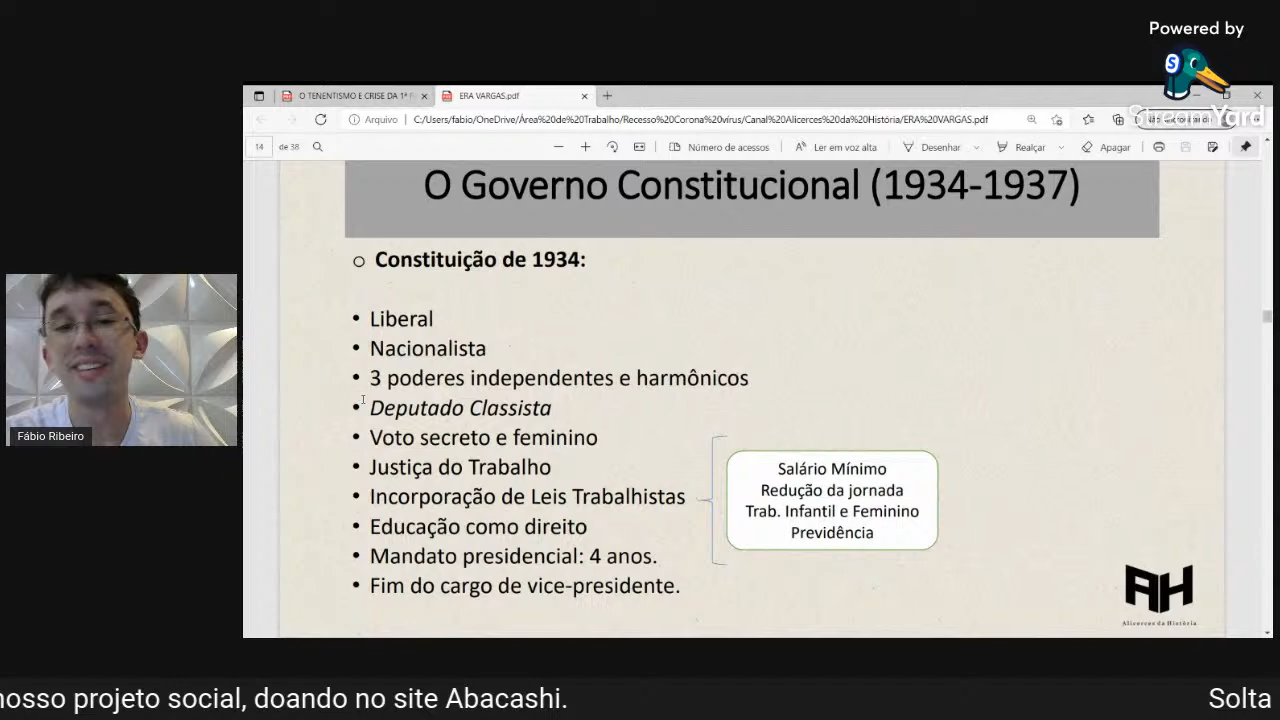 Powered by
StreamYard
O TENENTISMO E CRISE DA 1ª
ERA VARGAS.pdf
Arquivo
C:/Users/fabio/OneDrive/Área%20de%20Trabalho/Recesso%20Corona%20vírus/Canal%20Alicerces%20da%20História/ERA%20VARGAS.pdf
14 de 38
Número de acessos
Ler em voz alta
Desenhar
Realçar
Apagar
O Governo Constitucional (1934-1937)
o Constituição de 1934:
• Liberal
• Nacionalista
• 3 poderes independentes e harmônicos
• Deputado Classista
• Voto secreto e feminino
• Justiça do Trabalho
• Incorporação de Leis Trabalhistas
• Educação como direito
• Mandato presidencial: 4 anos.
• Fim do cargo de vice-presidente.
Salário Mínimo
Redução da jornada
Trab. Infantil e Feminino
Previdência
AH
Alicerces da História
Fábio Ribeiro
nosso projeto social, doando no site Abacashi.
Solta